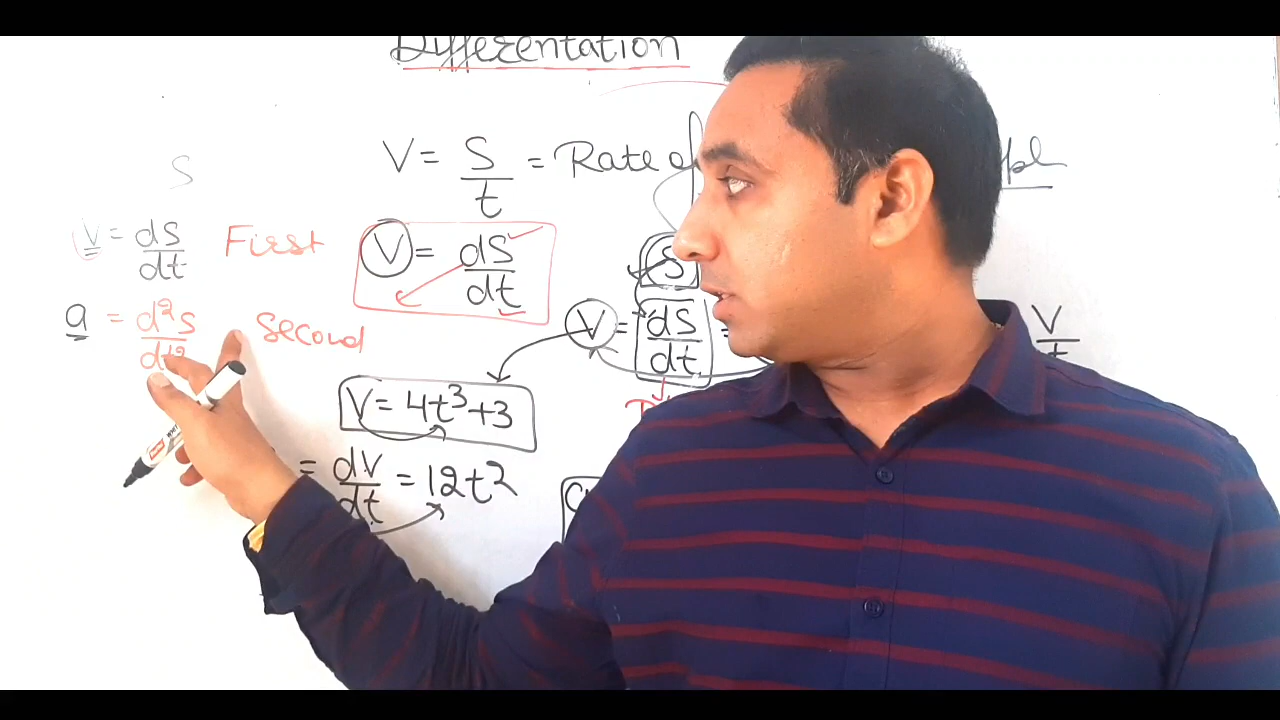 Differentation
V = S/t = Rate of
S
v = ds/dt First
V = dS/dt
S
a = d²s/dt² Second
V = ds/dt =
V
V = 4t³+3
= dv/dt = 12t²